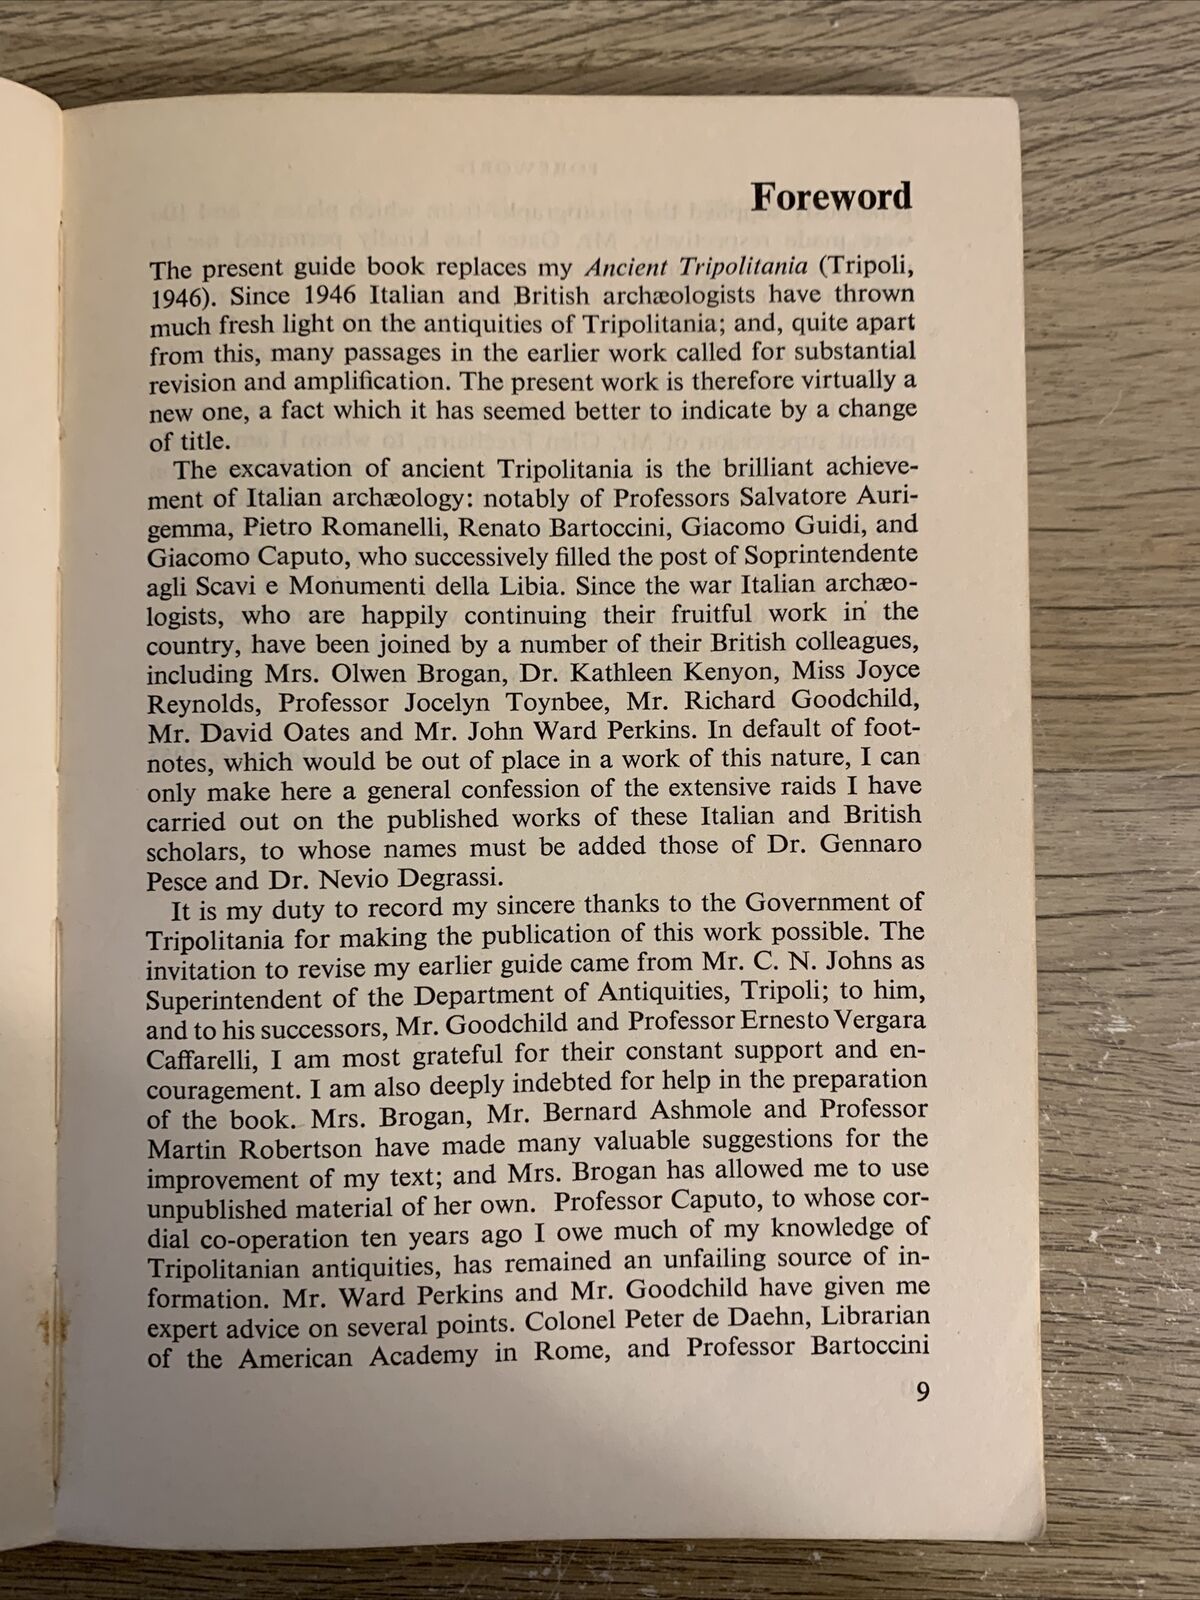 Foreword
The present guide book replaces my Ancient Tripolitania (Tripoli,
1946). Since 1946 Italian and British archæologists have thrown
much fresh light on the antiquities of Tripolitania; and, quite apart
from this, many passages in the earlier work called for substantial
revision and amplification. The present work is therefore virtually a
new one, a fact which it has seemed better to indicate by a change
of title.
The excavation of ancient Tripolitania is the brilliant achieve-
ment of Italian archæology: notably of Professors Salvatore Auri-
gemma, Pietro Romanelli, Renato Bartoccini, Giacomo Guidi, and
Giacomo Caputo, who successively filled the post of Soprintendente
agli Scavi e Monumenti della Libia. Since the war Italian archæo-
logists, who are happily continuing their fruitful work in the
country, have been joined by a number of their British colleagues,
including Mrs. Olwen Brogan, Dr. Kathleen Kenyon, Miss Joyce
Reynolds, Professor Jocelyn Toynbee, Mr. Richard Goodchild,
Mr. David Oates and Mr. John Ward Perkins. In default of foot-
notes, which would be out of place in a work of this nature, I can
only make here a general confession of the extensive raids I have
carried out on the published works of these Italian and British
scholars, to whose names must be added those of Dr. Gennaro
Pesce and Dr. Nevio Degrassi.
It is my duty to record my sincere thanks to the Government of
Tripolitania for making the publication of this work possible. The
invitation to revise my earlier guide came from Mr. C. N. Johns as
Superintendent of the Department of Antiquities, Tripoli; to him,
and to his successors, Mr. Goodchild and Professor Ernesto Vergara
Caffarelli, I am most grateful for their constant support and en-
couragement. I am also deeply indebted for help in the preparation
of the book. Mrs. Brogan, Mr. Bernard Ashmole and Professor
Martin Robertson have made many valuable suggestions for the
improvement of my text; and Mrs. Brogan has allowed me to use
unpublished material of her own. Professor Caputo, to whose cor-
dial co-operation ten years ago I owe much of my knowledge of
Tripolitanian antiquities, has remained an unfailing source of in-
formation. Mr. Ward Perkins and Mr. Goodchild have given me
expert advice on several points. Colonel Peter de Daehn, Librarian
of the American Academy in Rome, and Professor Bartoccini
9